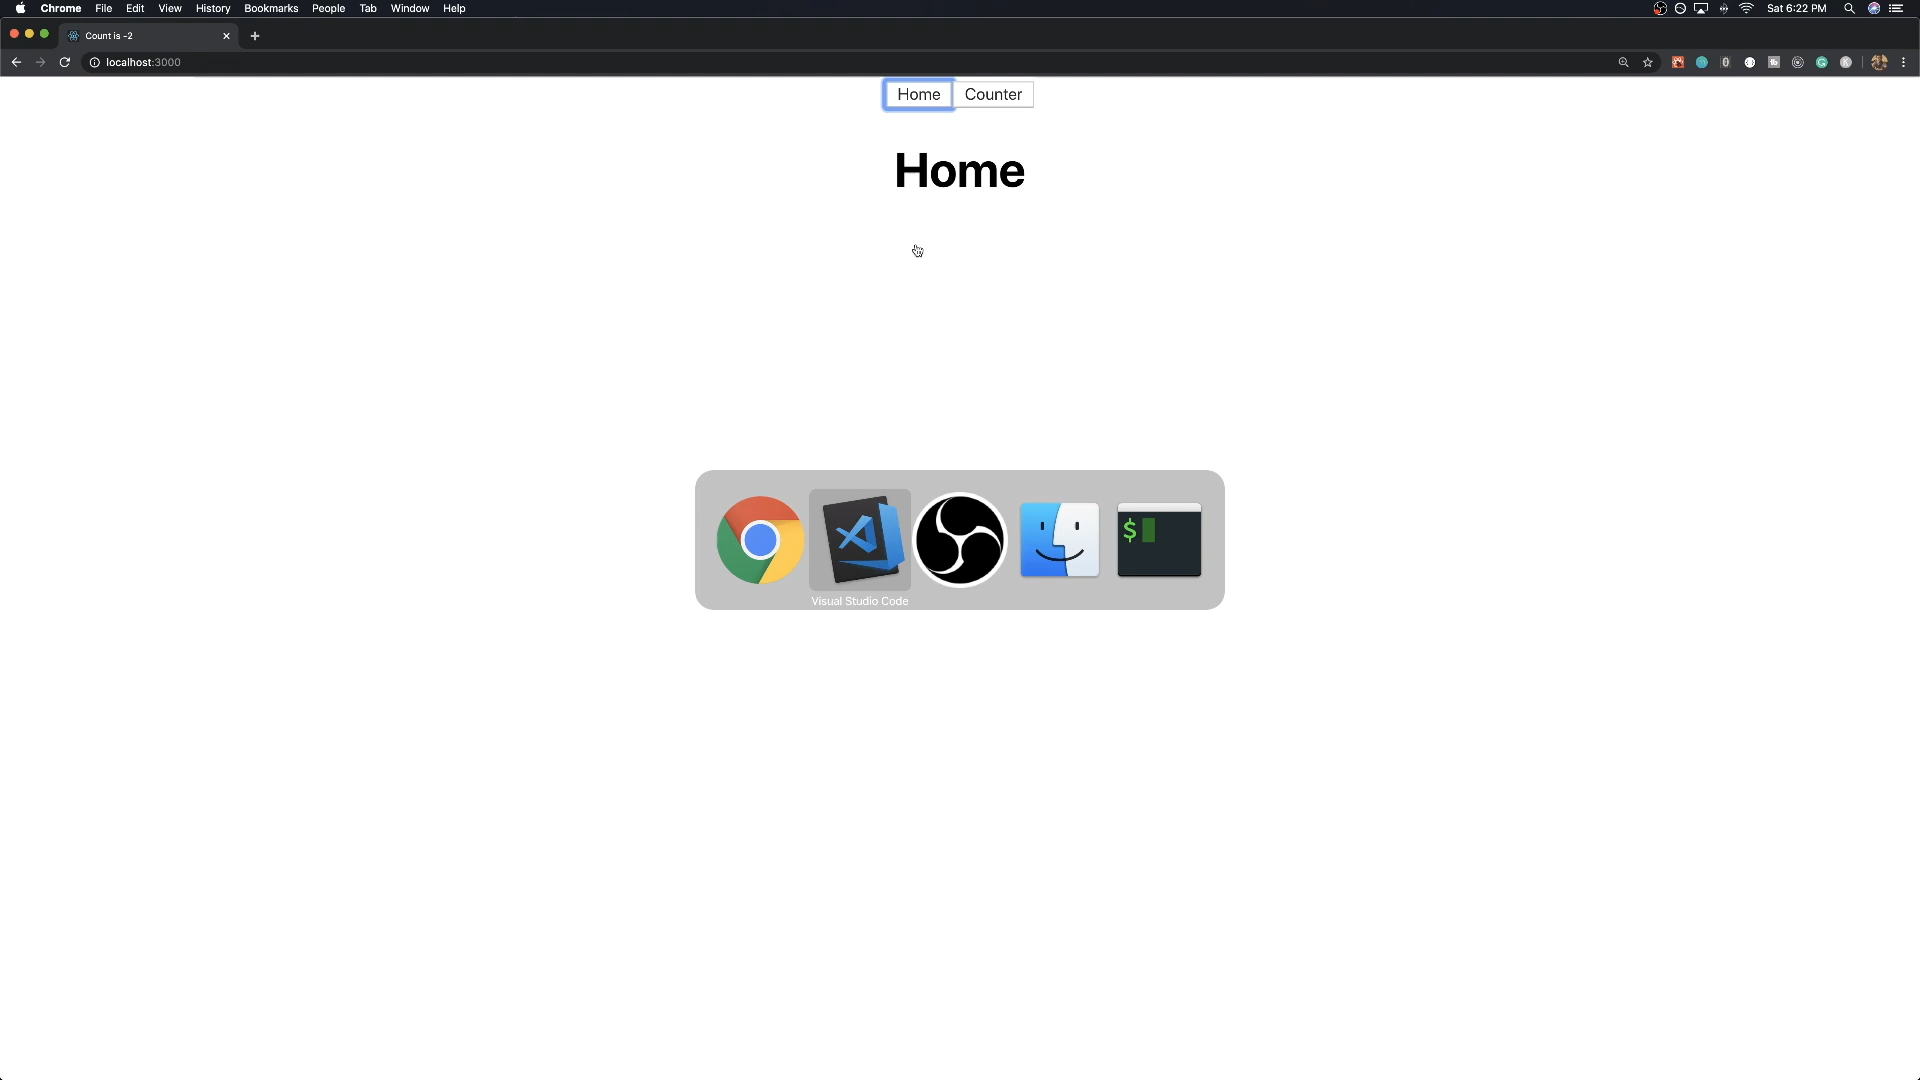 Chrome File Edit View History Bookmarks People Tab Window Help Sat 6:22 PM
Count is -2
localhost:3000
Home Counter
Home
$
Visual Studio Code